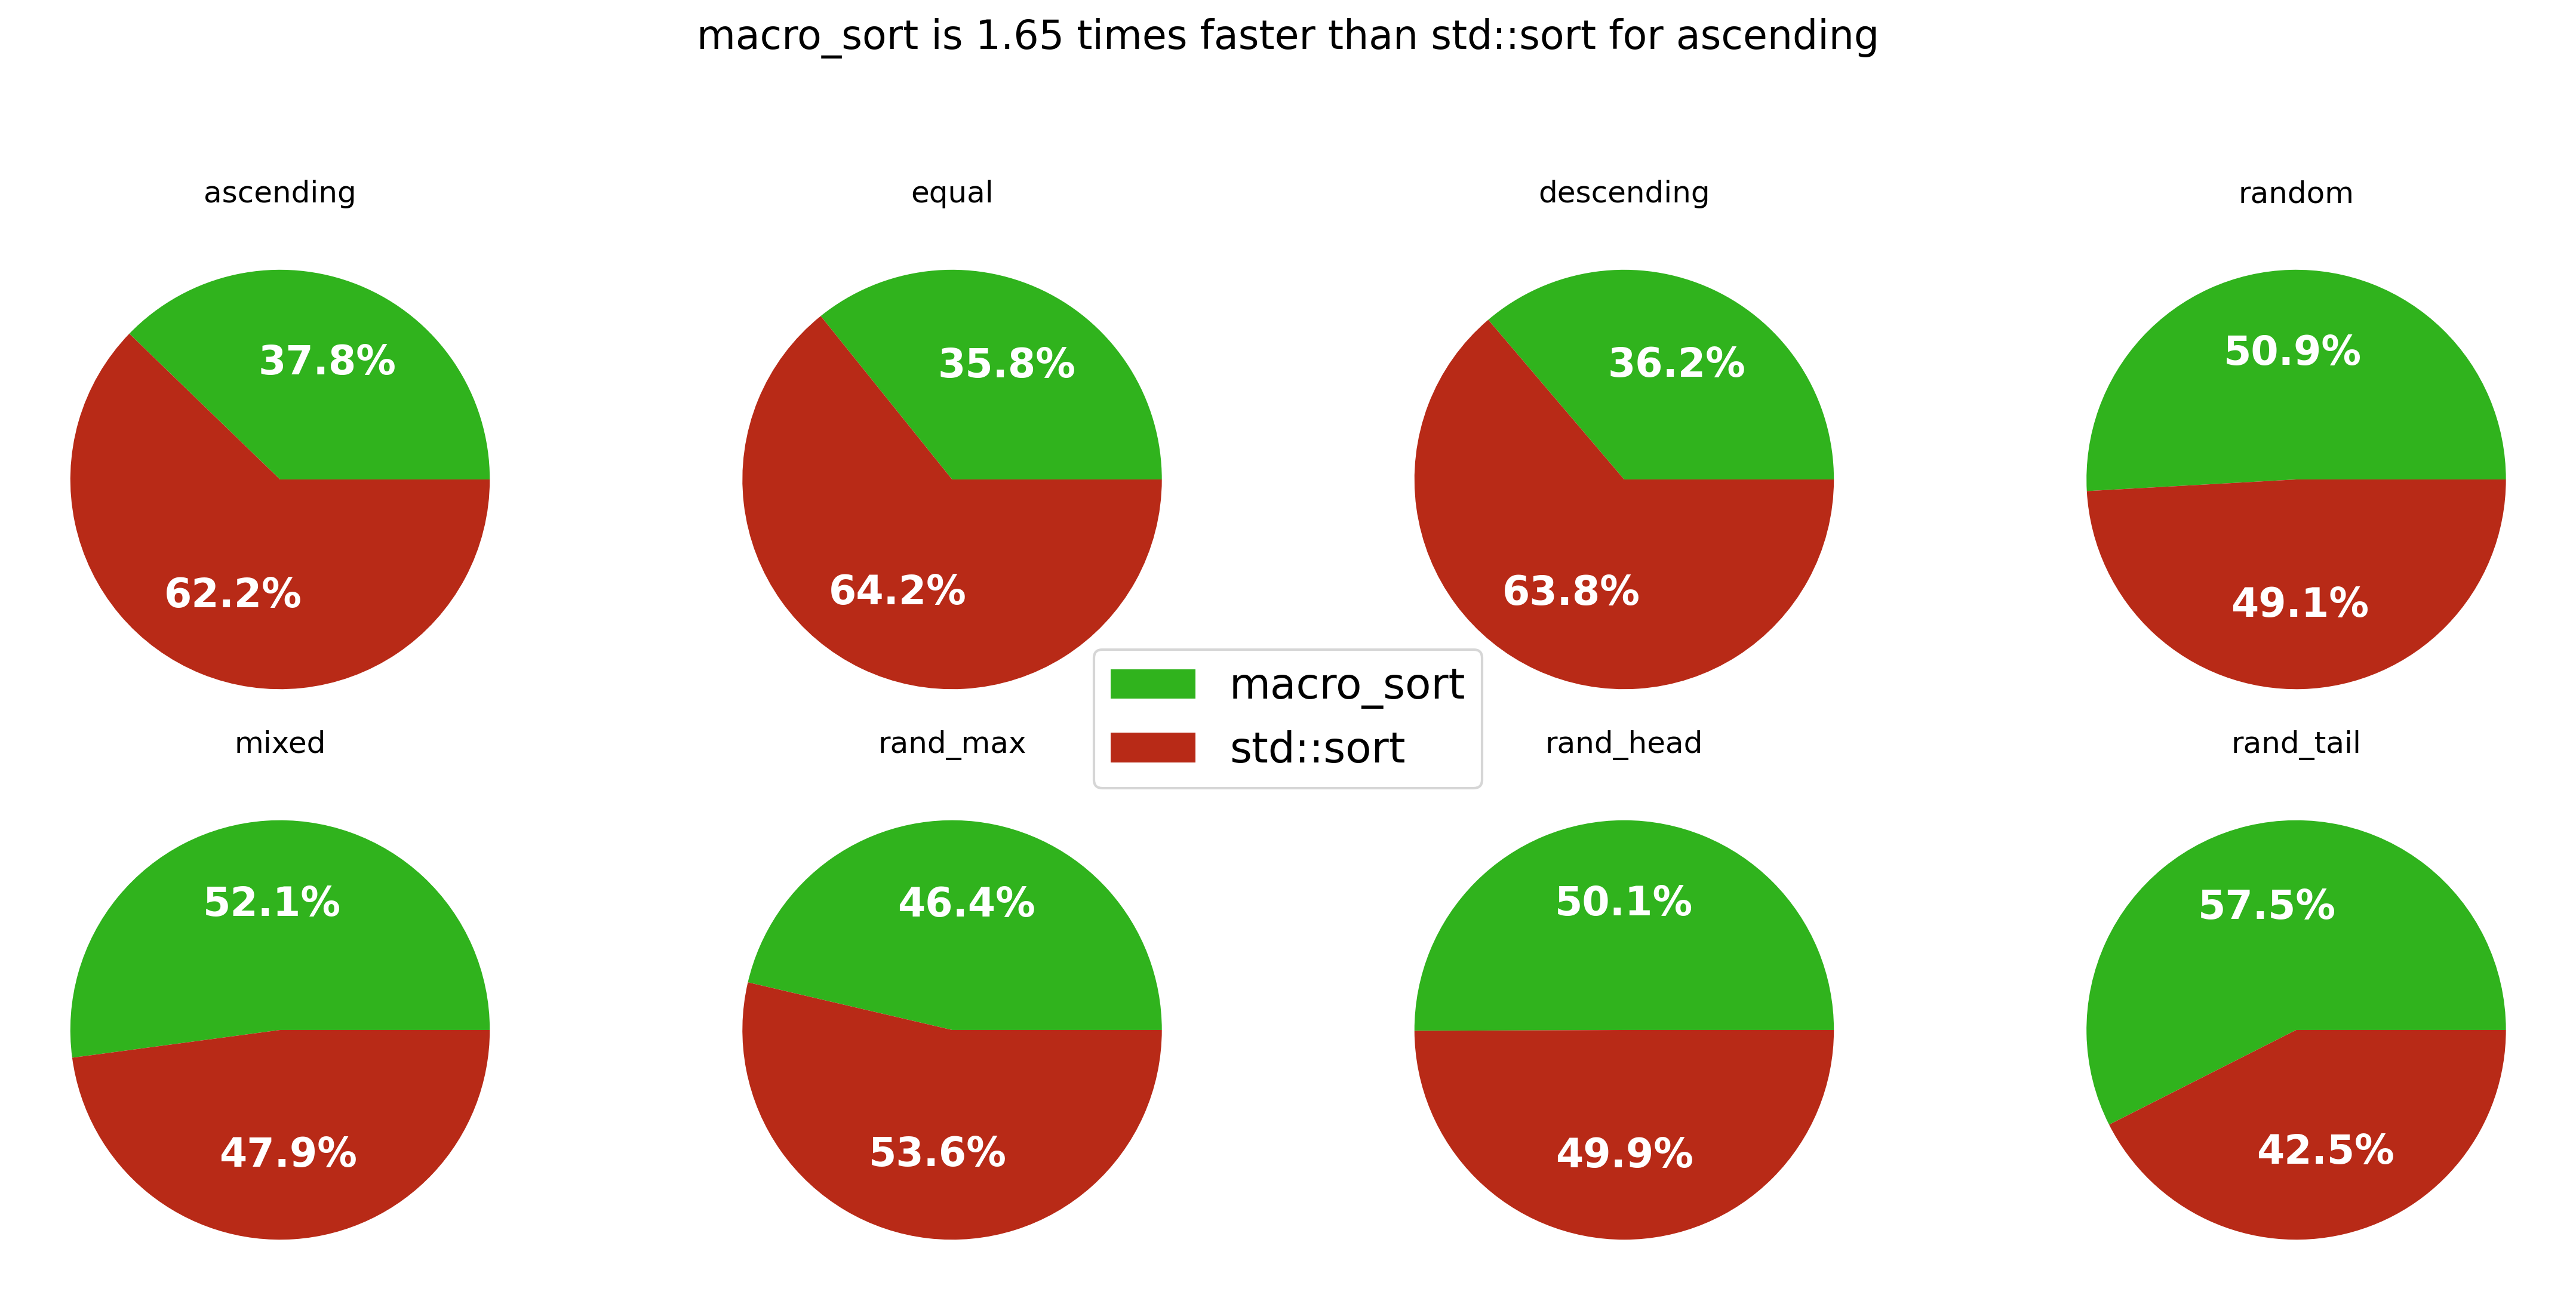 macro_sort is 1.65 times faster than std::sort for ascending
ascending
37.8%
62.2%
equal
35.8%
64.2%
descending
36.2%
63.8%
random
50.9%
49.1%
macro_sort
std::sort
mixed
52.1%
47.9%
rand_max
46.4%
53.6%
rand_head
50.1%
49.9%
rand_tail
57.5%
42.5%